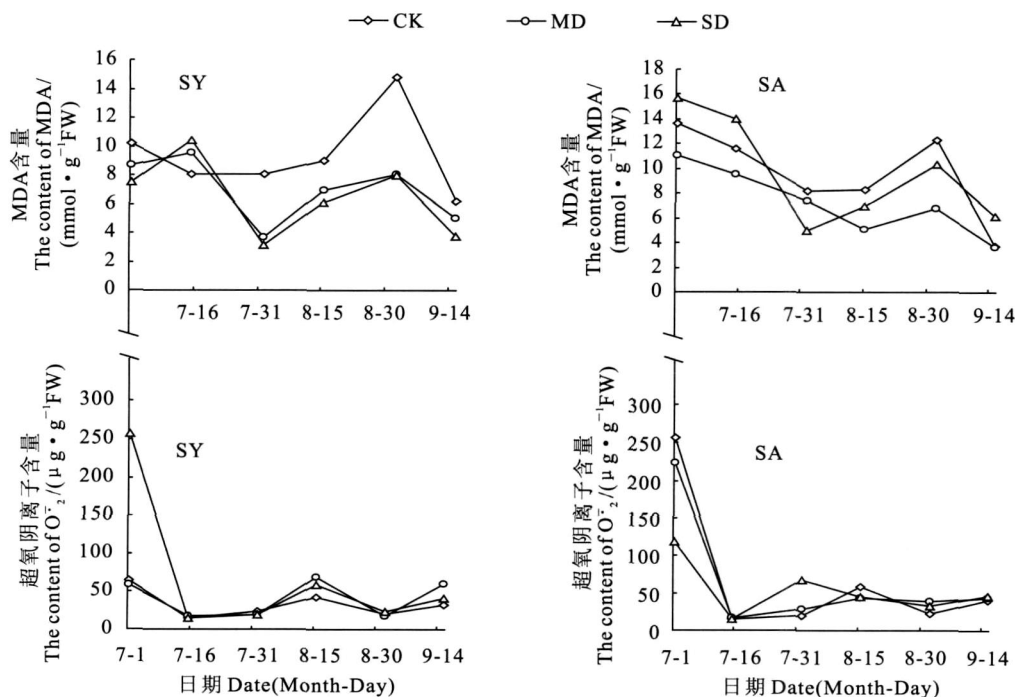 CK MD SD
MDA含量
The content of MDA/
(mmol·g⁻¹FW)
16
14
12
10
8
6
4
2
0
SY
7-16 7-31 8-15 8-30 9-14
MDA含量
The content of MDA/
(mmol·g⁻¹FW)
18
16
14
12
10
8
6
4
2
0
SA
7-16 7-31 8-15 8-30 9-14
超氧阴离子含量
The content of O₂⁻/(μg·g⁻¹FW)
300
250
200
150
100
50
0
SY
7-1 7-16 7-31 8-15 8-30 9-14
日期 Date(Month-Day)
超氧阴离子含量
The content of O₂⁻/(μg·g⁻¹FW)
300
250
200
150
100
50
0
SA
7-1 7-16 7-31 8-15 8-30 9-14
日期 Date(Month-Day)